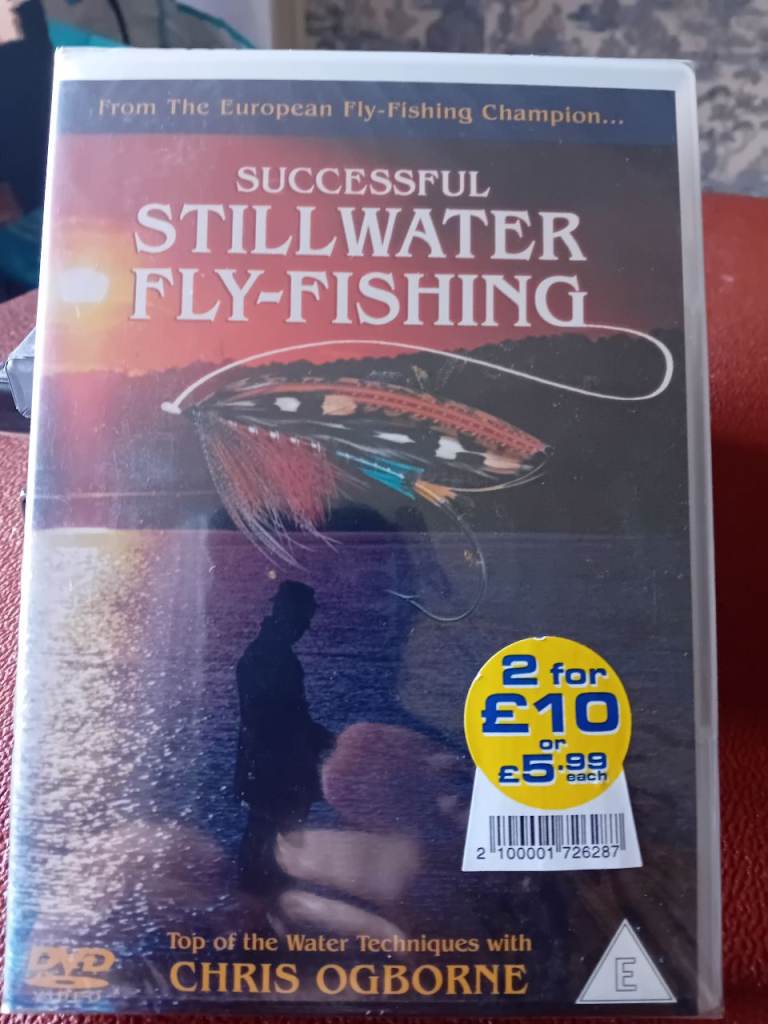 From The European Fly-Fishing Champion...
SUCCESSFUL
STILLWATER
FLY-FISHING
2 for
£10
or
£5.99
each
2 100001 726287
Top of the Water Techniques with
CHRIS OGBORNE
DVD
VIDEO
E